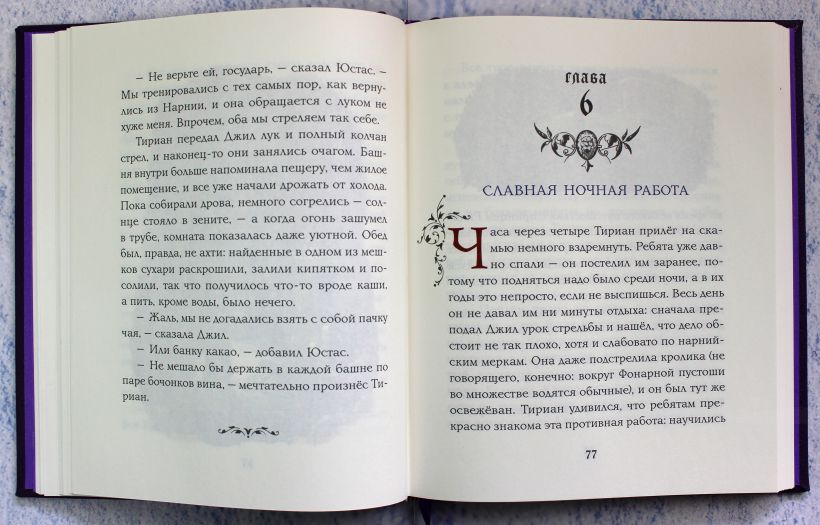 — Не верьте ей, государь, — сказал Юстас. —
Мы тренировались с тех самых пор, как верну-
лись из Нарнии, и она обращается с луком не
хуже меня. Впрочем, оба мы стреляем так себе.
Тириан передал Джил лук и полный колчан
стрел, и наконец-то они занялись очагом. Баш-
ня внутри больше напоминала пещеру, чем жилое
помещение, и все уже начали дрожать от холода.
Пока собирали дрова, немного согрелись — сол-
нце стояло в зените, — а когда огонь зашумел
в трубе, комната показалась даже уютной. Обед
был, правда, не ахти: найденные в одном из меш-
ков сухари раскрошили, залили кипятком и по-
солили, так что получилось что-то вроде каши,
а пить, кроме воды, было нечего.
— Жаль, мы не догадались взять с собой пачку
чая, — сказала Джил.
— Или банку какао, — добавил Юстас.
— Не мешало бы держать в каждой башне по
паре бочонков вина, — мечтательно произнёс Ти-
риан.
глава
6
СЛАВНАЯ НОЧНАЯ РАБОТА
Часа через четыре Тириан прилёг на ска-
мью немного вздремнуть. Ребята уже дав-
но спали — он постелил им заранее, по-
тому что подняться надо было среди ночи, а в их
годы это непросто, если не выспишься. Весь день
он не давал им ни минуты отдыха: сначала пре-
подал Джил урок стрельбы и нашёл, что дело об-
стоит не так плохо, хотя и слабовато по нарний-
ским меркам. Она даже подстрелила кролика (не
говорящего, конечно: вокруг Фонарной пустоши
во множестве водятся обычные), и он был тут же
освежёван. Тириан удивился, что ребятам пре-
красно знакома эта противная работа: научились
77